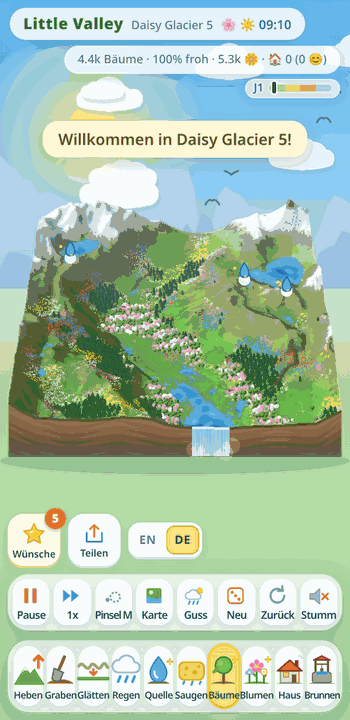 Little Valley Daisy Glacier 5 🌸 ☀️ 09:10
4.4k Bäume · 100% froh · 5.3k 🌼 · 🏠 0 (0 😊)
J1
Willkommen in Daisy Glacier 5!
5
Wünsche Teilen EN DE
Pause 1x Pinsel M Karte Guss Neu Zurück Stumm
Heben Graben Glätten Regen Quelle Saugen Bäume Blumen Haus Brunnen